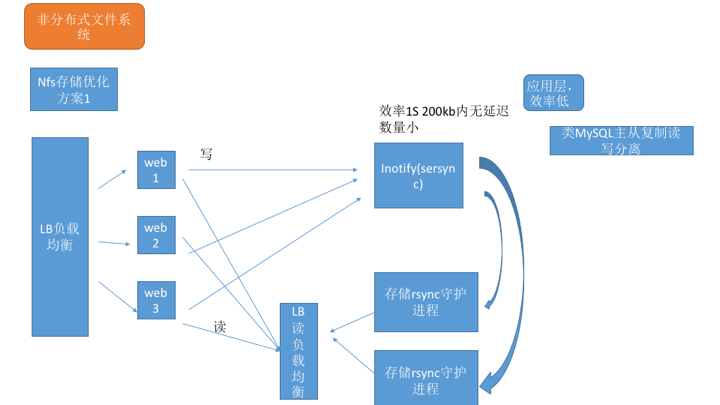 非分布式文件系
统
Nfs存储优化
方案1
应用层，
效率低
效率1S 200kb内无延迟
数量小
类MySQL主从复制读
写分离
写
web
1
Inotify(sersyn
c)
LB负载
均衡
web
2
web
3
存储rsync守护
进程
LB
读
负
载
均
衡
读
存储rsync守护
进程